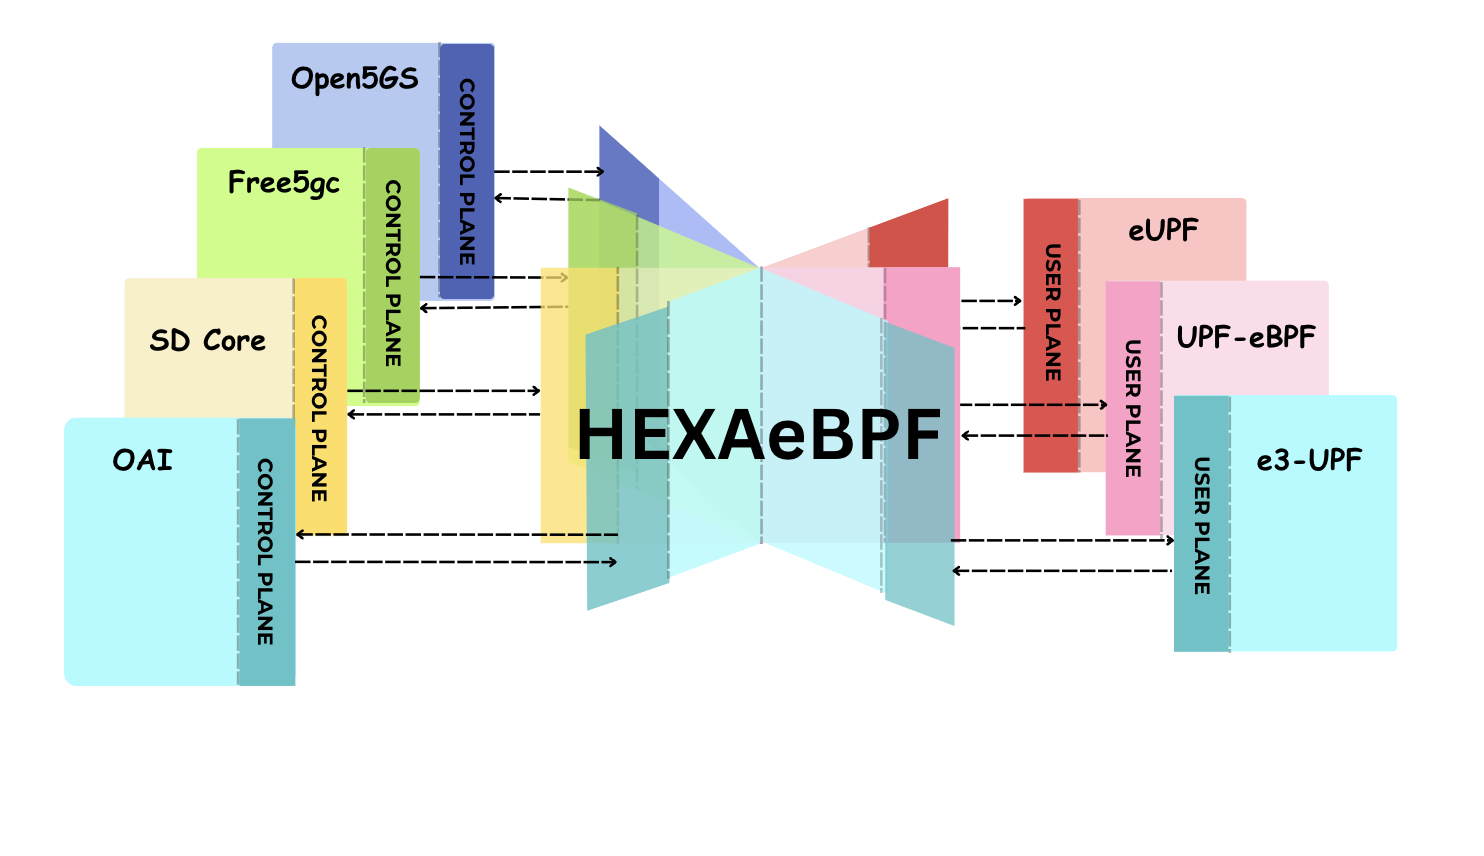 Open5GS
CONTROL PLANE
Free5gc
CONTROL PLANE
SD Core
CONTROL PLANE
OAI
CONTROL PLANE
HEXAeBPF
eUPF
USER PLANE
UPF-eBPF
USER PLANE
e3-UPF
USER PLANE